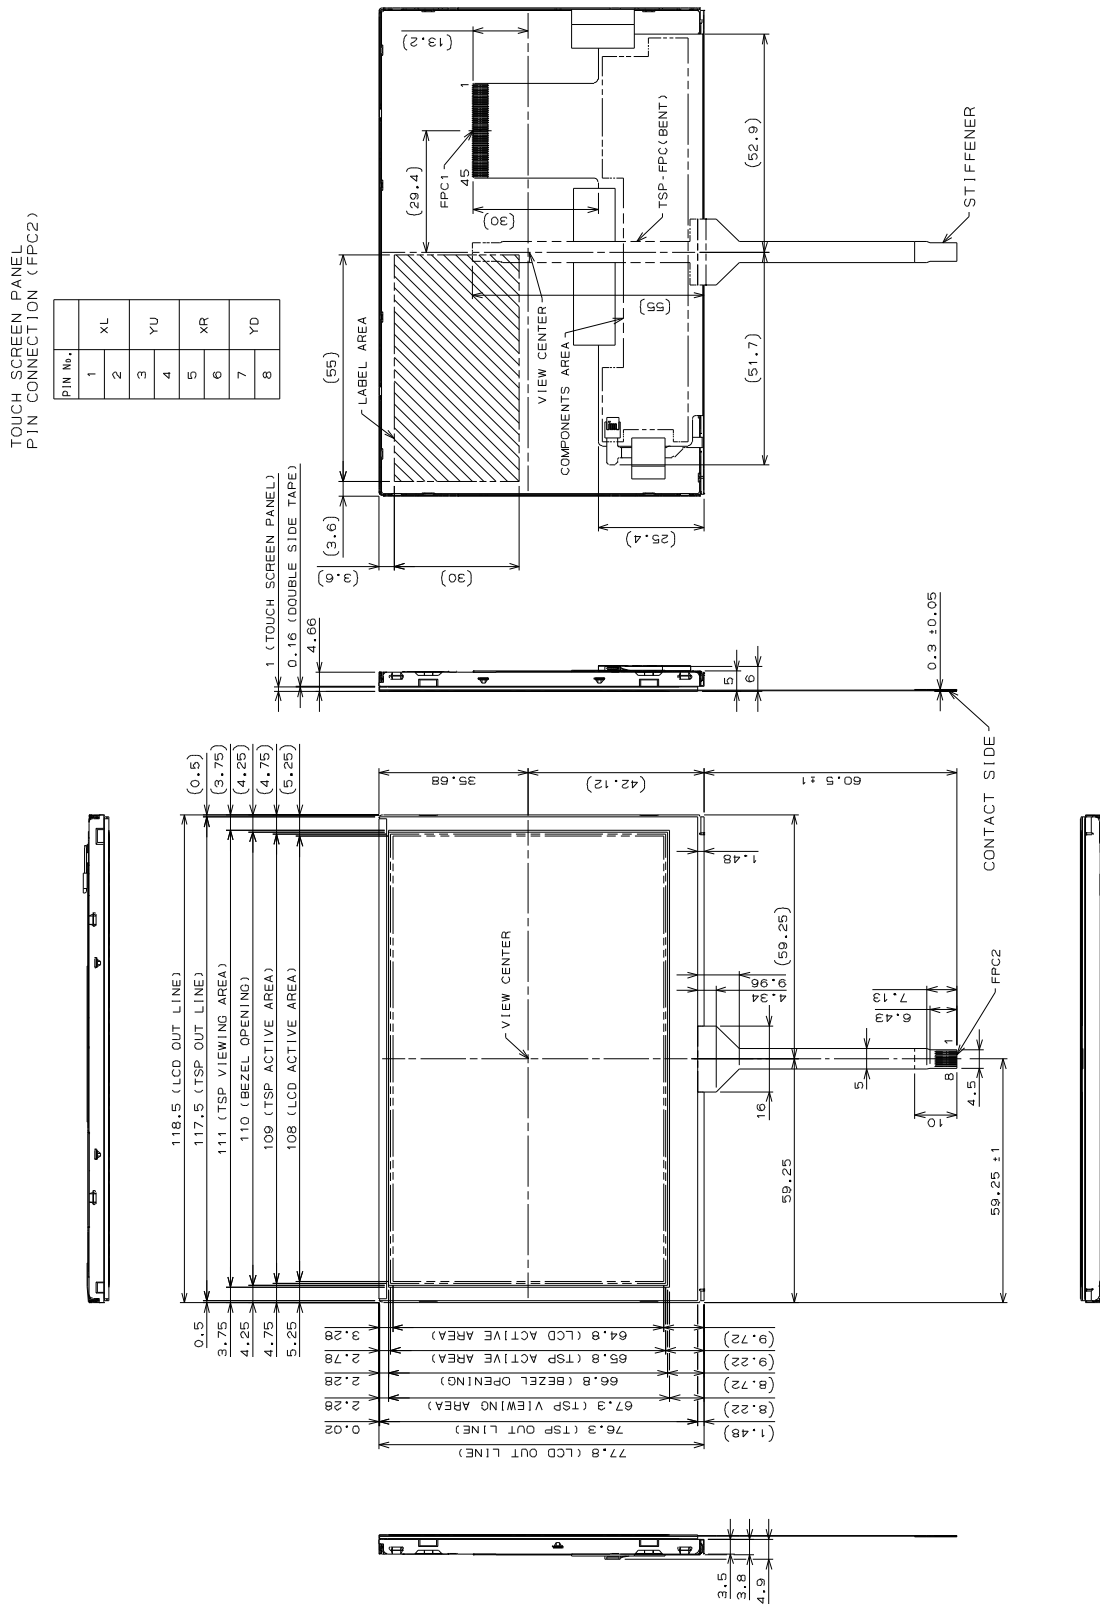 TOUCH SCREEN PANEL
PIN CONNECTION (FPC2)
PIN No.
1
2
XL
3
4
YU
5
6
XR
7
8
YD
(13.2)
1
45
FPC1
(29.4)
(30)
(52.9)
TSP-FPC(BENT)
STIFFENER
(55)
LABEL AREA
VIEW CENTER
COMPONENTS AREA
(55)
(51.7)
(3.6)
(3.6)
(30)
(25.4)
1 (TOUCH SCREEN PANEL)
0.16 (DOUBLE SIDE TAPE)
4.66
5
6
0.3 ±0.05
CONTACT SIDE
(0.5)
(3.75)
(4.25)
(4.75)
(5.25)
35.68
(42.12)
60.5 ±1
118.5 (LCD OUT LINE)
117.5 (TSP OUT LINE)
111 (TSP VIEWING AREA)
110 (BEZEL OPENING)
109 (TSP ACTIVE AREA)
108 (LCD ACTIVE AREA)
VIEW CENTER
1.48
(59.25)
9.96
4.34
7.13
6.43
FPC2
1
8
4.5
5
16
10
59.25
59.25 ±1
0.5
3.75
4.25
4.75
5.25
3.28
64.8 (LCD ACTIVE AREA)
(9.72)
2.78
65.8 (TSP ACTIVE AREA)
(9.22)
2.28
66.8 (BEZEL OPENING)
(8.72)
2.28
67.3 (TSP VIEWING AREA)
(8.22)
0.02
76.3 (TSP OUT LINE)
(1.48)
77.8 (LCD OUT LINE)
3.5
3.8
4.9